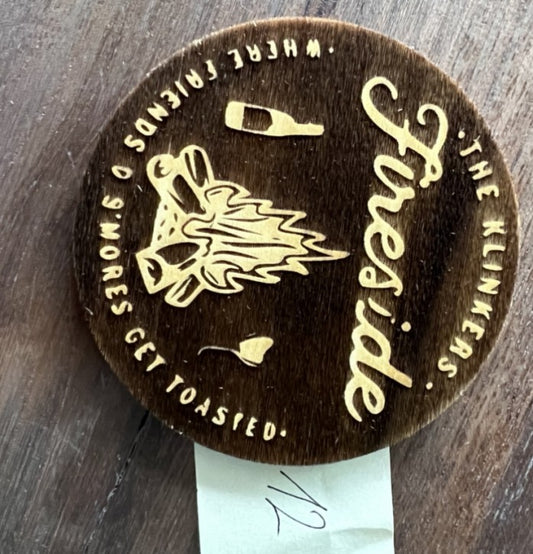 ·THE KLINKERS·
Fireside
·WHERE FRIENDS & S'MORES GET TOASTED·
12